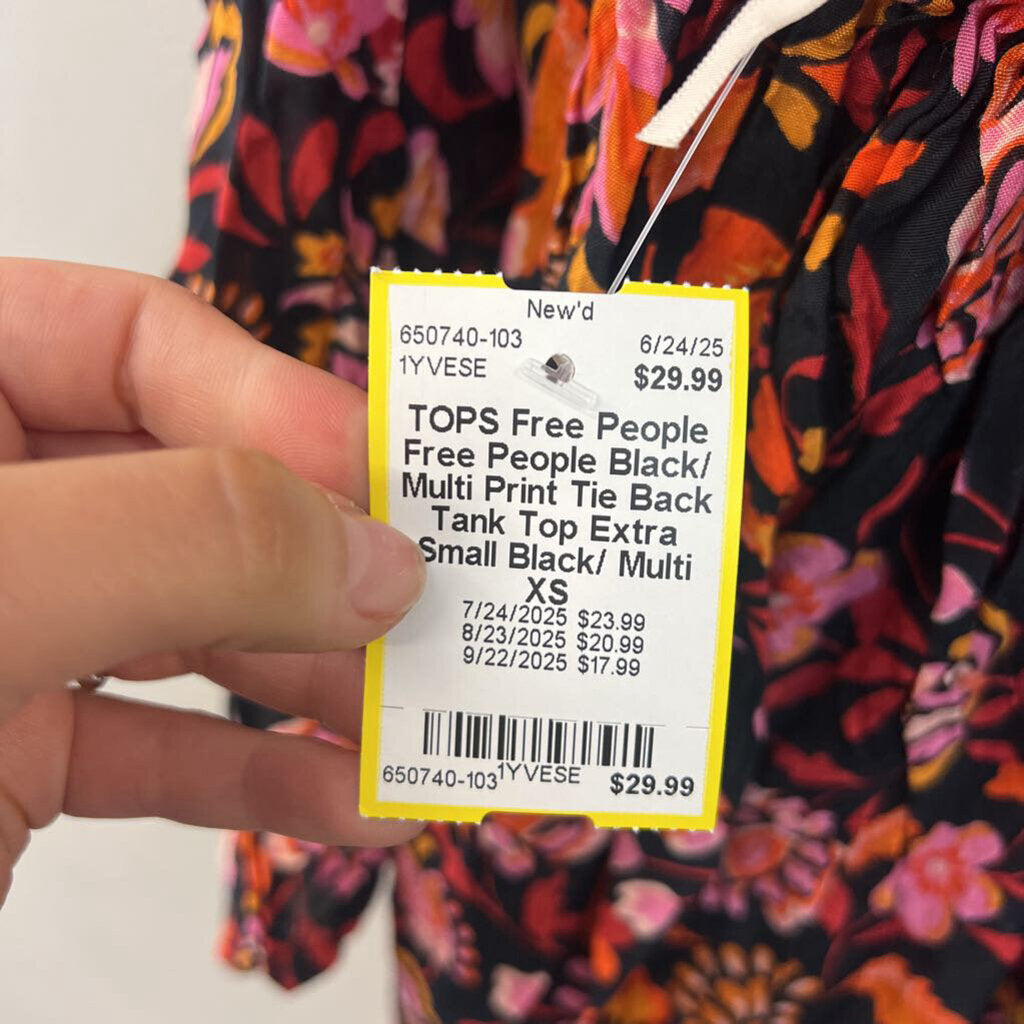 New'd
650740-103 6/24/25
1YVESE $29.99
TOPS Free People
Free People Black/
Multi Print Tie Back
Tank Top Extra
Small Black/ Multi
XS
7/24/2025 $23.99
8/23/2025 $20.99
9/22/2025 $17.99
650740-103 1YVESE $29.99